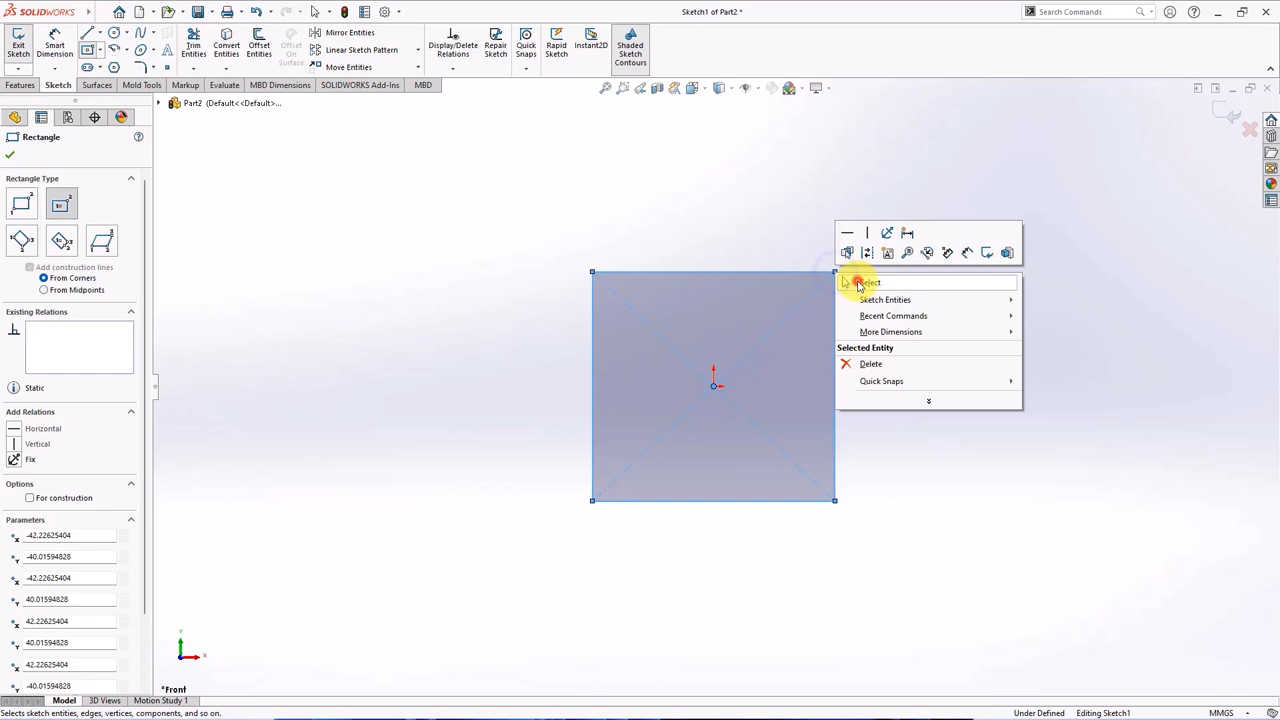 SOLIDWORKS
Sketch1 of Part2 *
Search Commands
Exit Sketch
Smart Dimension
Trim Entities
Convert Entities
Offset Entities
Offset On Surface
Mirror Entities
Linear Sketch Pattern
Move Entities
Display/Delete Relations
Repair Sketch
Quick Snaps
Rapid Sketch
Instant2D
Shaded Sketch Contours
Features
Sketch
Surfaces
Mold Tools
Markup
Evaluate
MBD Dimensions
SOLIDWORKS Add-Ins
MBD
Part2 (Default<<Default>...
Rectangle
Rectangle Type
Add construction lines
From Corners
From Midpoints
Existing Relations
Static
Add Relations
Horizontal
Vertical
Fix
Options
For construction
Parameters
-42.22625404
-40.01594828
-42.22625404
40.01594828
42.22625404
40.01594828
42.22625404
-40.01594828
Select
Sketch Entities
Recent Commands
More Dimensions
Selected Entity
Delete
Quick Snaps
Y
X
*Front
Model
3D Views
Motion Study 1
Selects sketch entities, edges, vertices, components, and so on.
Under Defined
Editing Sketch1
MMGS